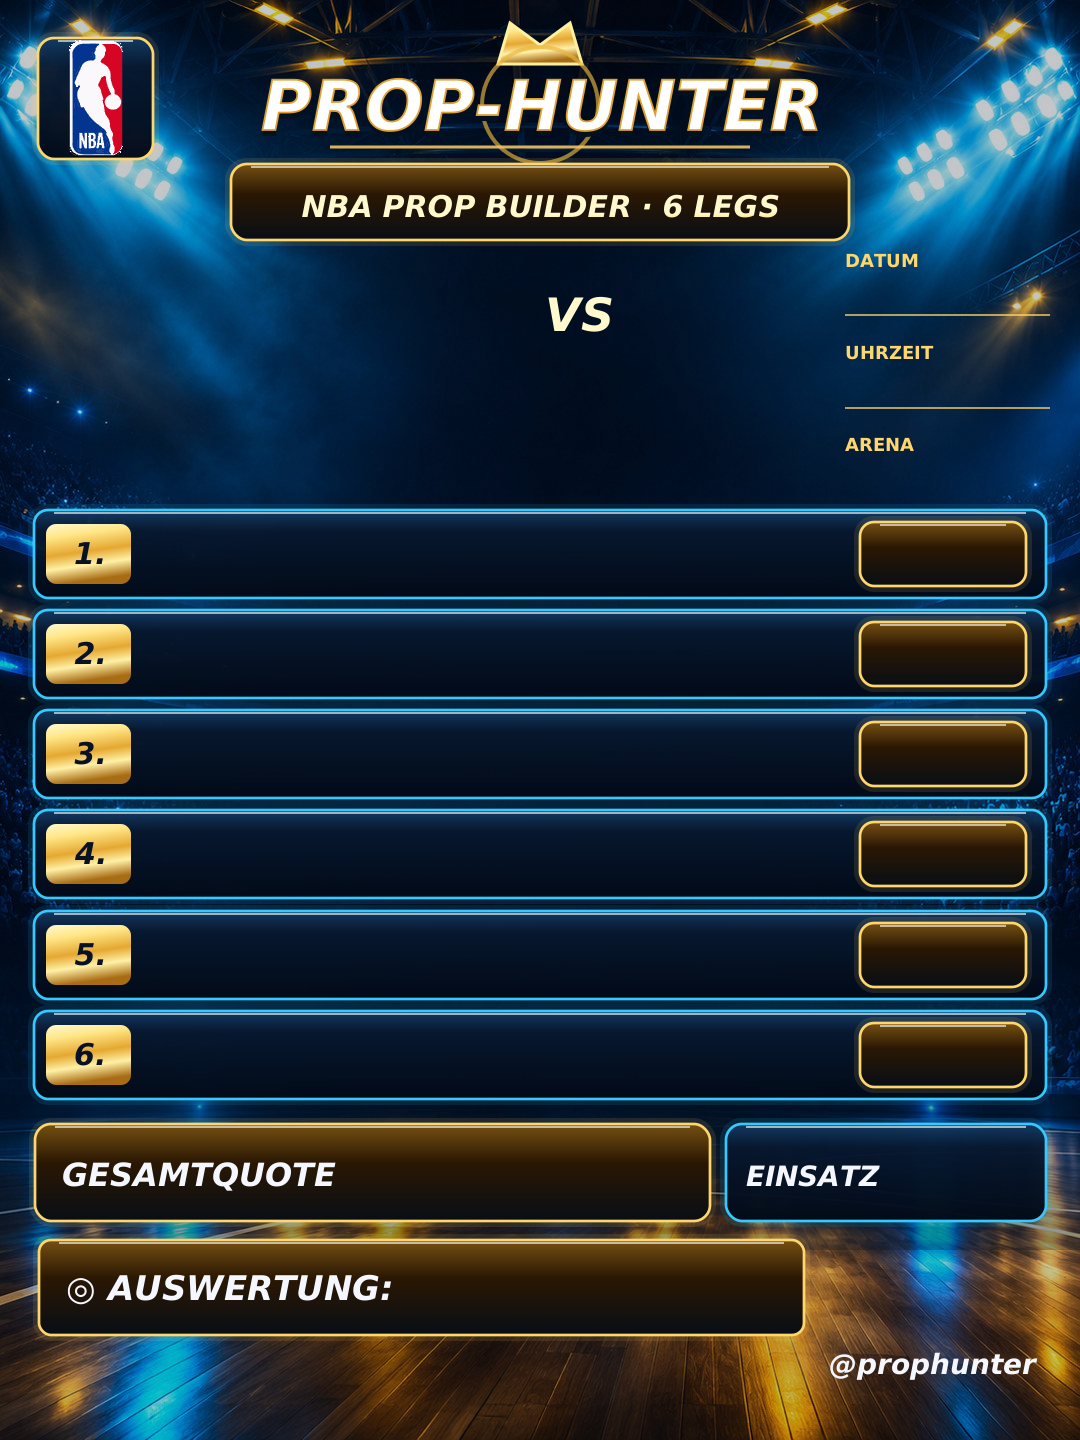 NBA
PROP-HUNTER
NBA PROP BUILDER · 6 LEGS
VS
DATUM
UHRZEIT
ARENA
1.
2.
3.
4.
5.
6.
GESAMTQUOTE
EINSATZ
◎ AUSWERTUNG:
@prophunter